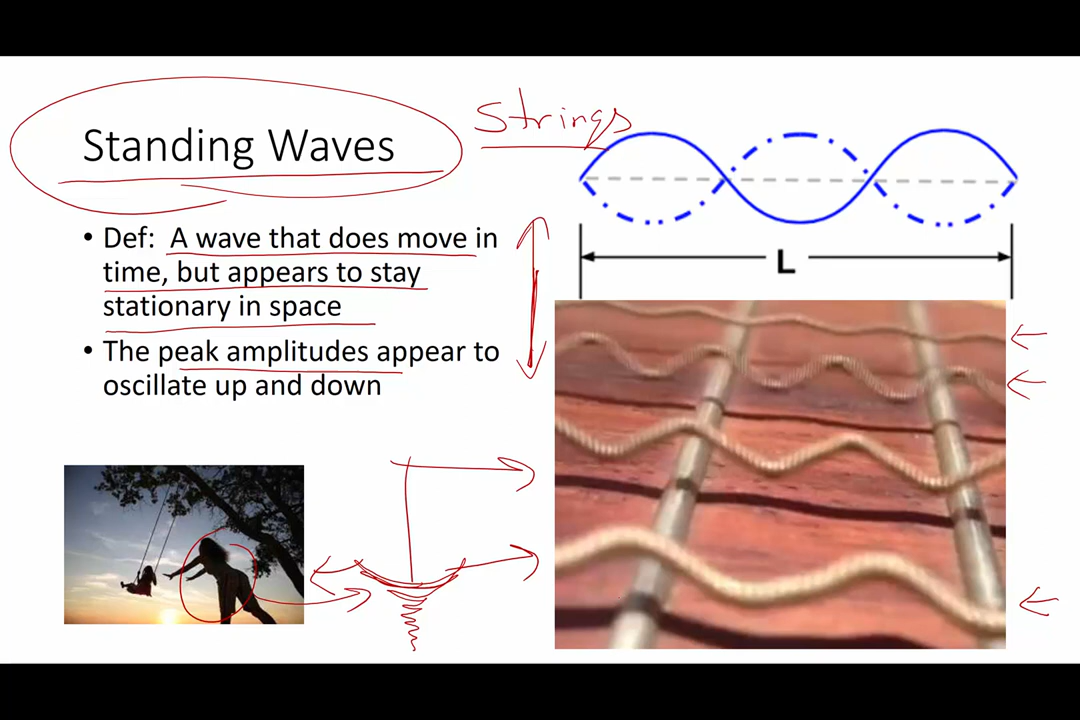 Standing Waves
Strings
• Def: A wave that does move in
time, but appears to stay
stationary in space
• The peak amplitudes appear to
oscillate up and down
L